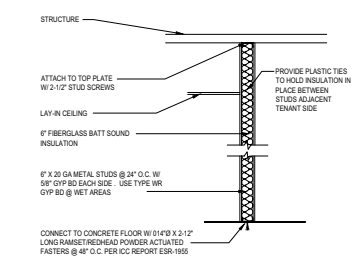 STRUCTURE
ATTACH TO TOP PLATE
W/ 2-1/2" STUD SCREWS
PROVIDE PLASTIC TIES
TO HOLD INSULATION IN
PLACE BETWEEN
STUDS ADJACENT
TENANT SIDE
LAY-IN CEILING
6" FIBERGLASS BATT SOUND
INSULATION
6" X 20 GA METAL STUDS @ 24" O.C. W/
5/8" GYP BD EACH SIDE . USE TYPE WR
GYP BD @ WET AREAS
CONNECT TO CONCRETE FLOOR W/ 014"Ø X 2-12"
LONG RAMSET/REDHEAD POWDER ACTUATED
FASTERS @ 48" O.C. PER ICC REPORT ESR-1955